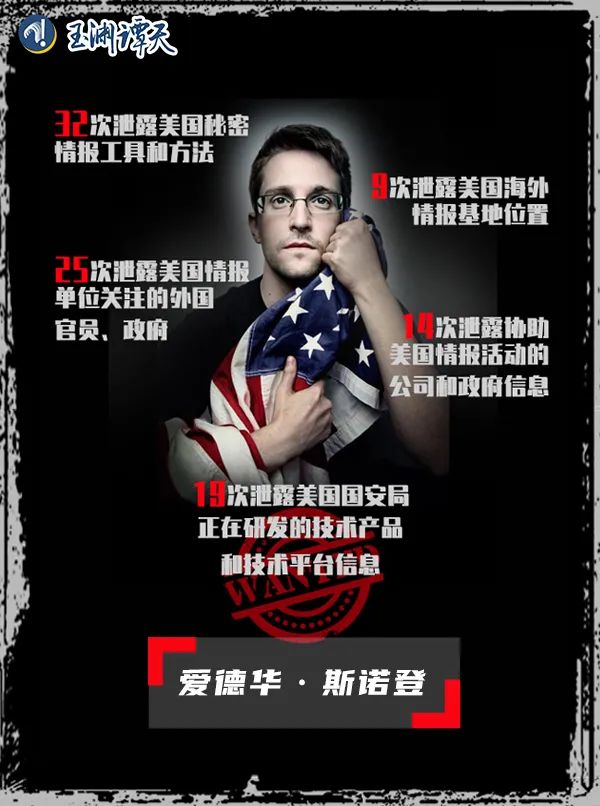 玉渊谭天
32次泄露美国秘密
情报工具和方法
9次泄露美国海外
情报基地位置
25次泄露美国情报
单位关注的外国
官员、政府
14次泄露协助
美国情报活动的
公司和政府信息
19次泄露美国国安局
正在研发的技术产品
和技术平台信息
WANTED
爱德华·斯诺登